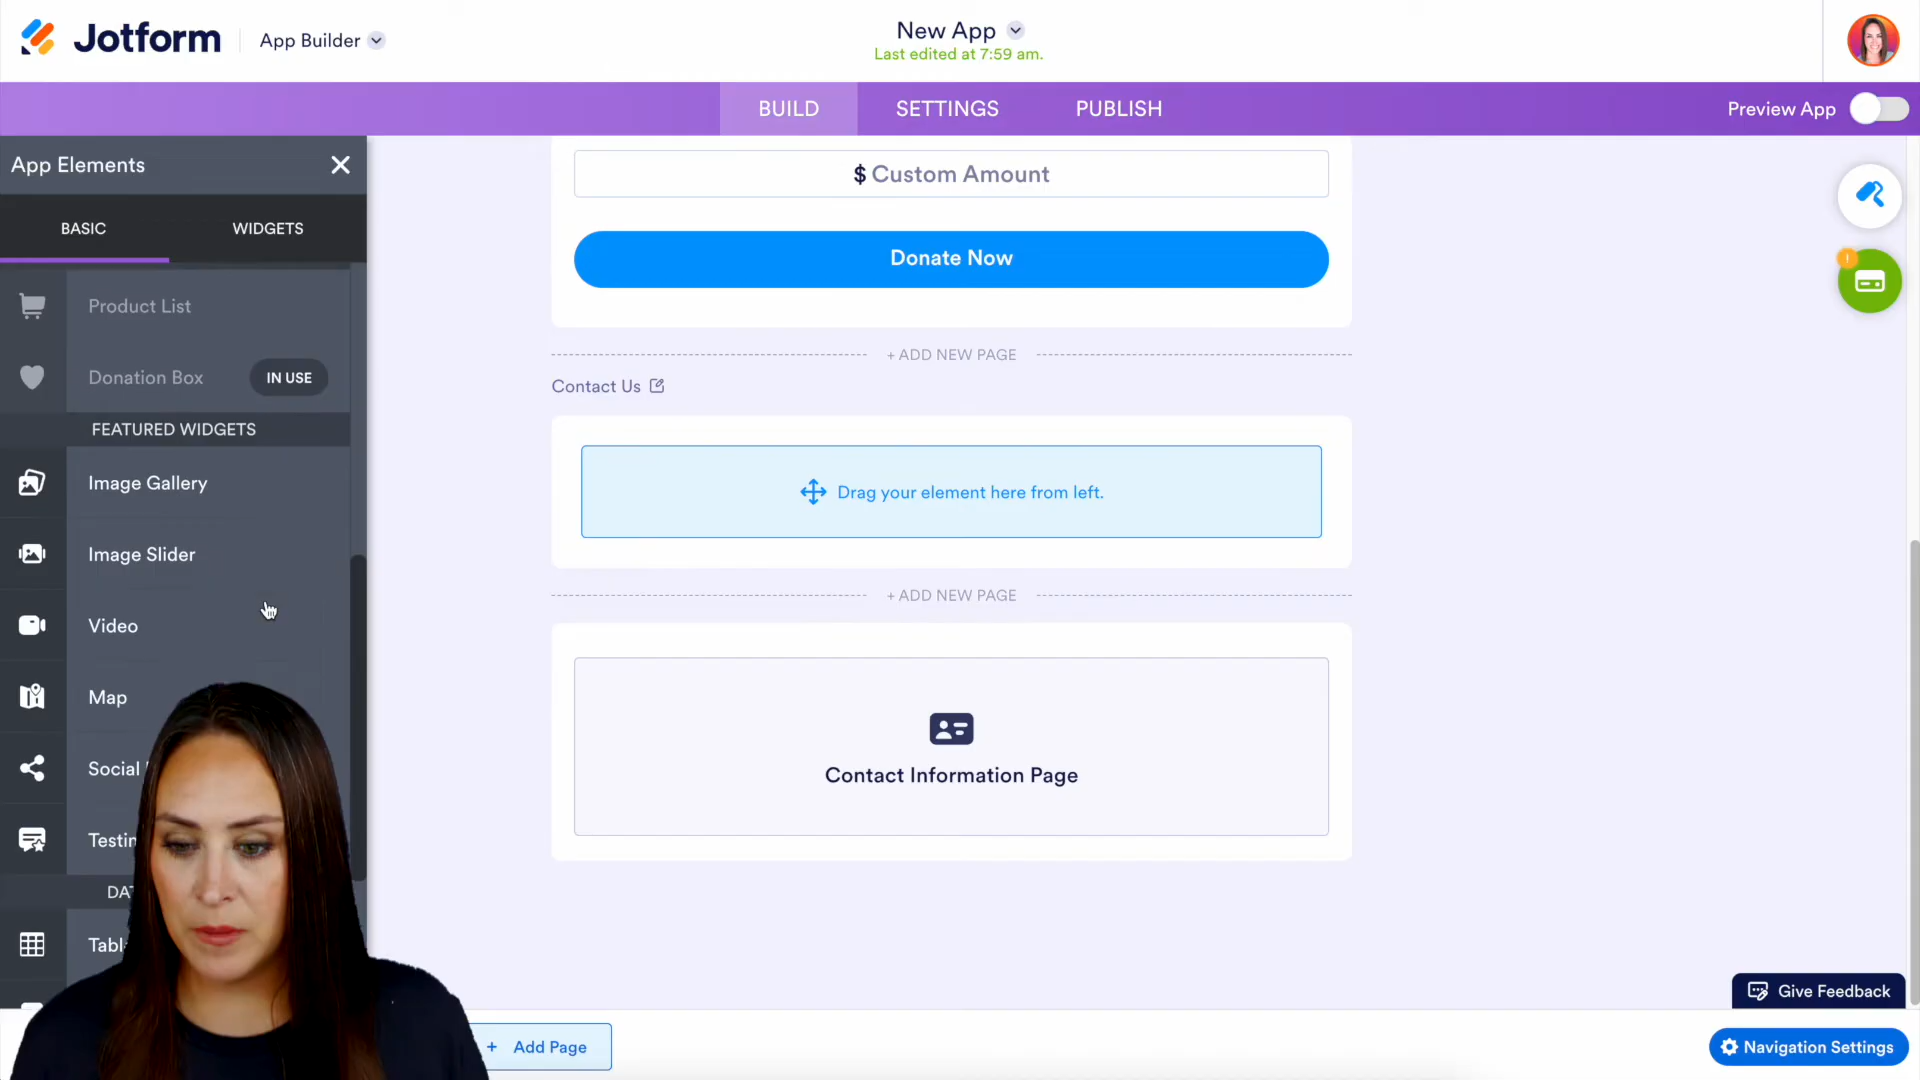 Jotform
App Builder
New App
Last edited at 7:59 am.
BUILD
SETTINGS
PUBLISH
Preview App
App Elements
BASIC
WIDGETS
Product List
Donation Box
IN USE
FEATURED WIDGETS
Image Gallery
Image Slider
Video
Map
Social
$ Custom Amount
Donate Now
+ ADD NEW PAGE
Contact Us
Drag your element here from left.
+ ADD NEW PAGE
Contact Information Page
Give Feedback
+ Add Page
Navigation Settings